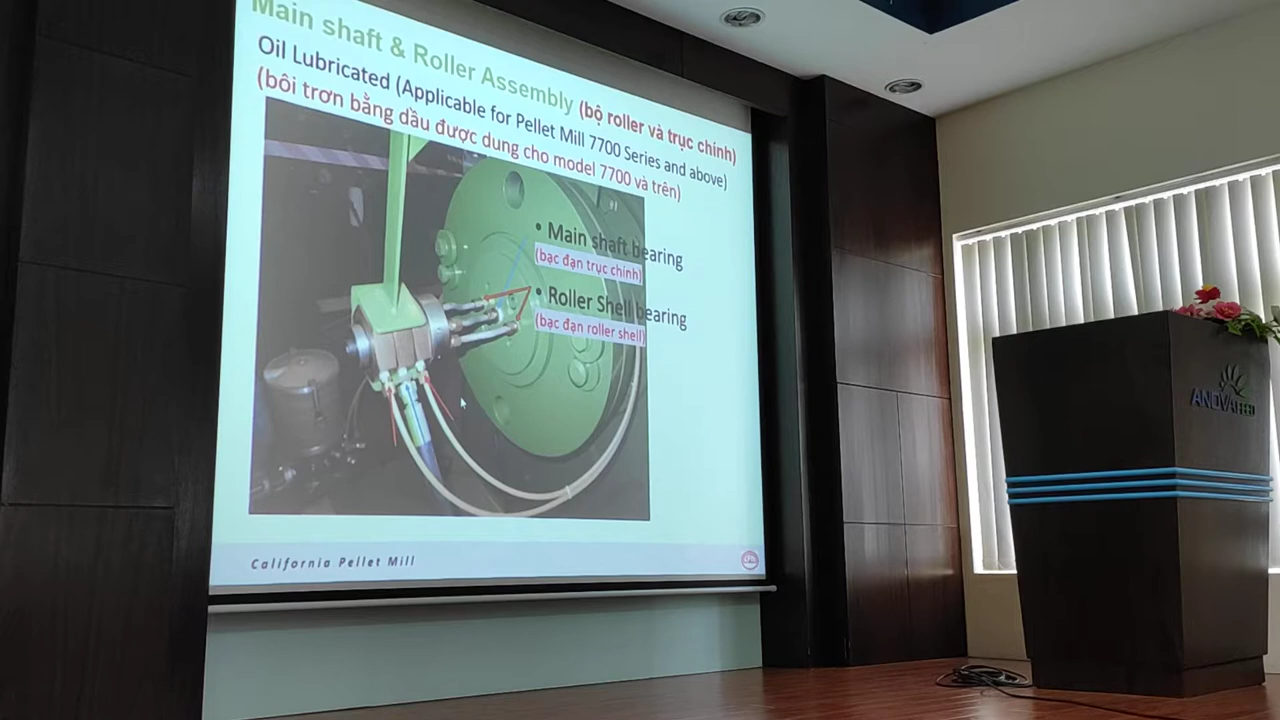 Main shaft & Roller Assembly (bộ roller và trục chính)
Oil Lubricated (Applicable for Pellet Mill 7700 Series and above)
(bôi trơn bằng dầu được dung cho model 7700 và trên)
• Main shaft bearing
(bạc đạn trục chính)
• Roller Shell bearing
(bạc đạn roller shell)
California Pellet Mill
CPM
ANOVAFEED